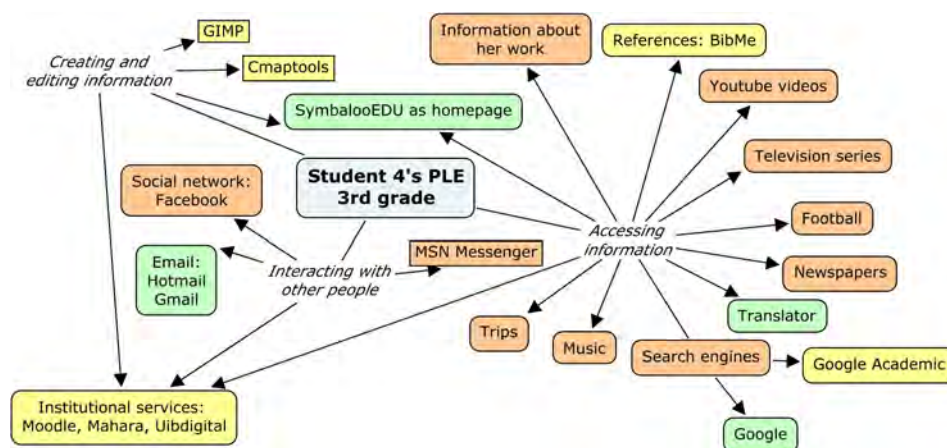 GIMP
Creating and
editing information
Cmaptools
SymbalooEDU as homepage
Information about
her work
References: BibMe
Youtube videos
Television series
Football
Newspapers
Translator
Student 4's PLE
3rd grade
Accessing
information
Social network:
Facebook
Email:
Hotmail
Gmail
Interacting with
other people
MSN Messenger
Trips
Music
Search engines
Google Academic
Google
Institutional services:
Moodle, Mahara, Uibdigital